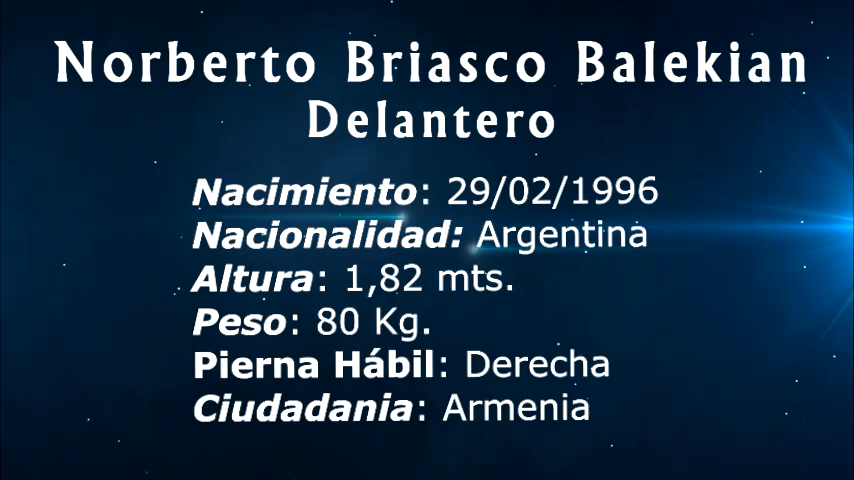 Norberto Briasco Balekian
Delantero
Nacimiento: 29/02/1996
Nacionalidad: Argentina
Altura: 1,82 mts.
Peso: 80 Kg.
Pierna Hábil: Derecha
Ciudadania: Armenia